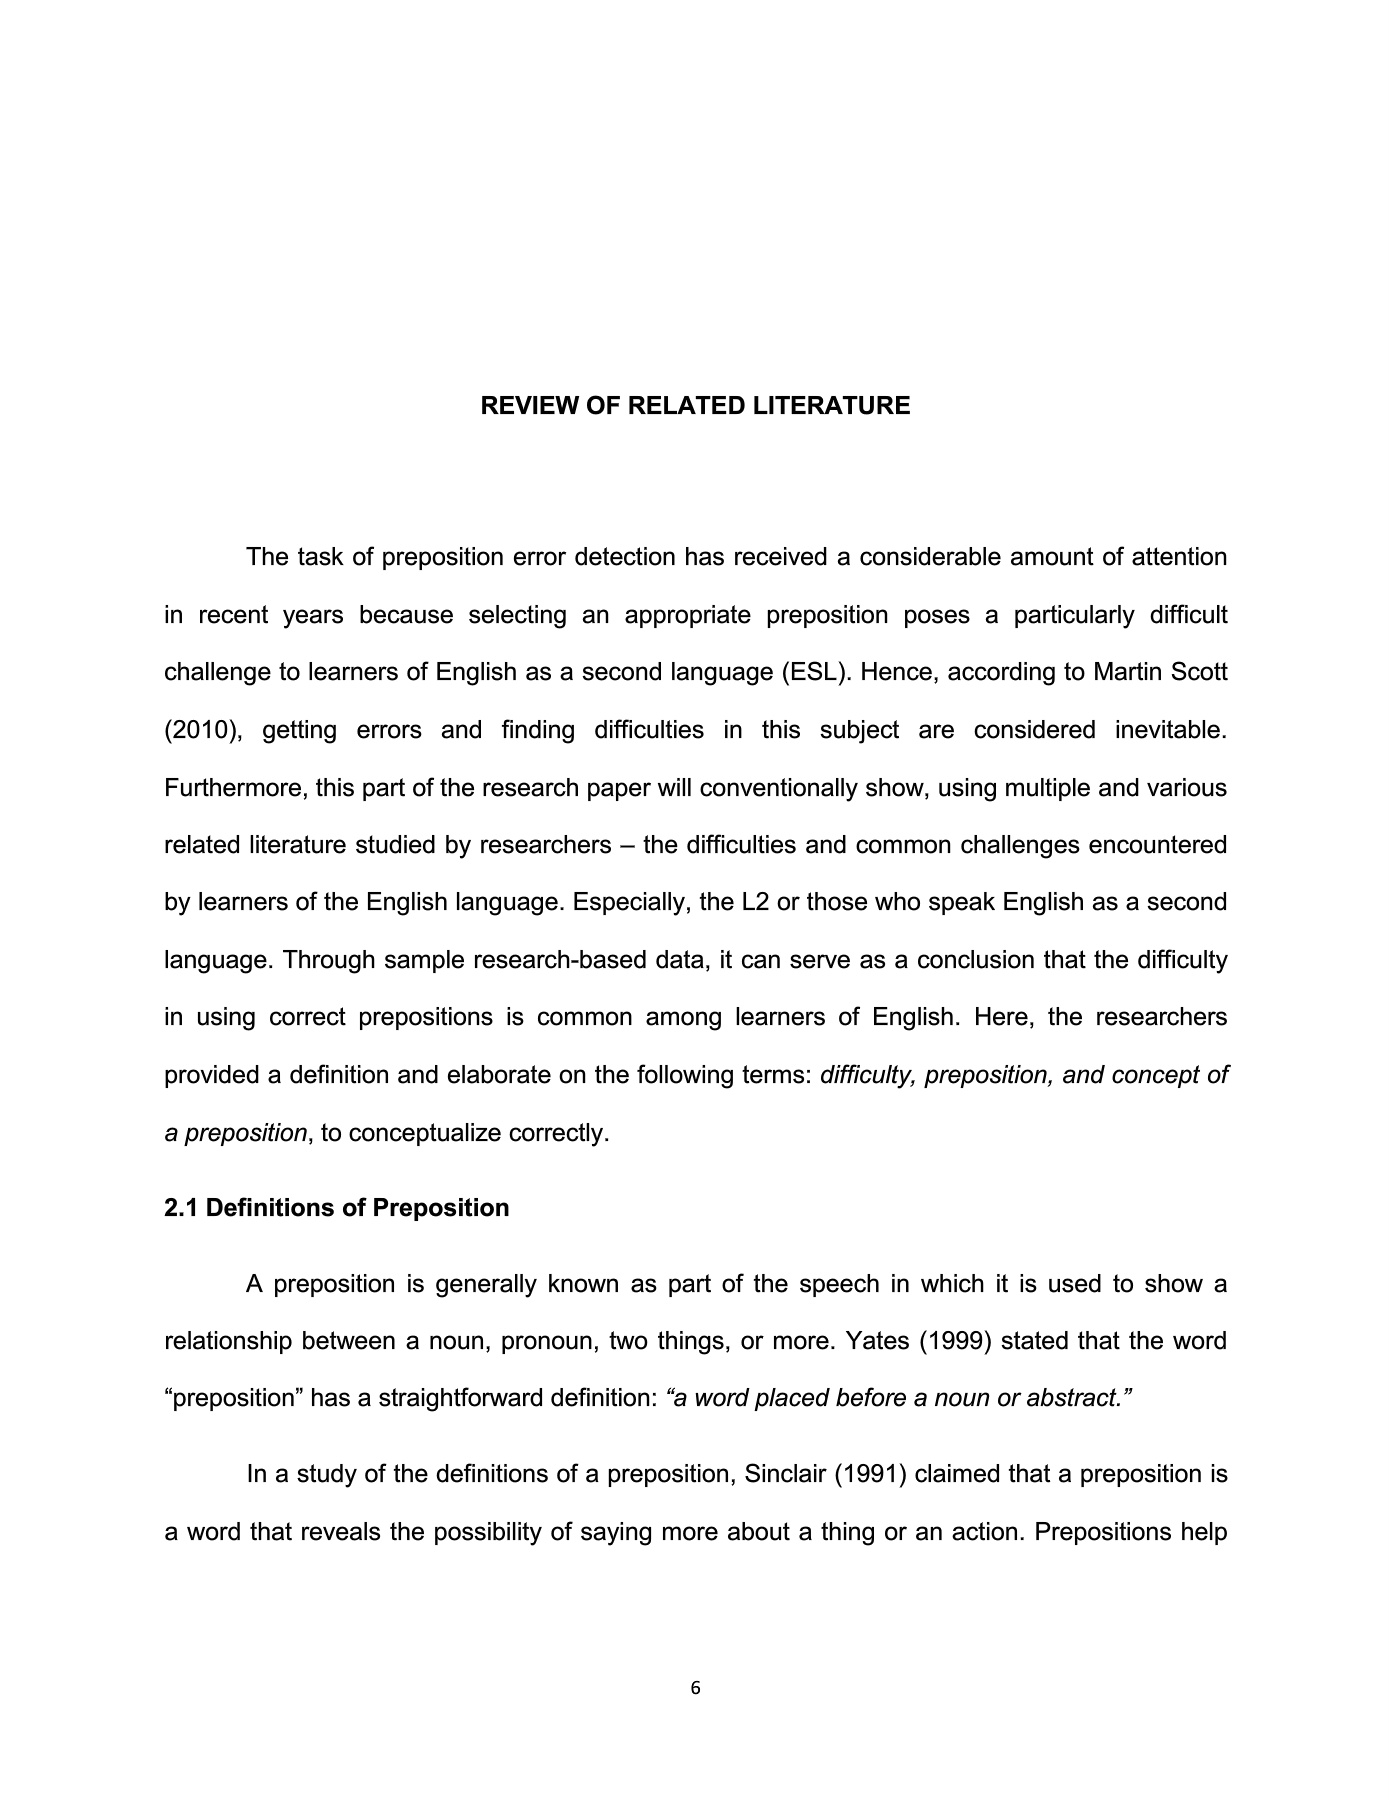 REVIEW OF RELATED LITERATURE
The task of preposition error detection has received a considerable amount of attention
in recent years because selecting an appropriate preposition poses a particularly difficult
challenge to learners of English as a second language (ESL). Hence, according to Martin Scott
(2010), getting errors and finding difficulties in this subject are considered inevitable.
Furthermore, this part of the research paper will conventionally show, using multiple and various
related literature studied by researchers – the difficulties and common challenges encountered
by learners of the English language. Especially, the L2 or those who speak English as a second
language. Through sample research-based data, it can serve as a conclusion that the difficulty
in using correct prepositions is common among learners of English. Here, the researchers
provided a definition and elaborate on the following terms: difficulty, preposition, and concept of
a preposition, to conceptualize correctly.
2.1 Definitions of Preposition
A preposition is generally known as part of the speech in which it is used to show a
relationship between a noun, pronoun, two things, or more. Yates (1999) stated that the word
“preposition” has a straightforward definition: “a word placed before a noun or abstract.”
In a study of the definitions of a preposition, Sinclair (1991) claimed that a preposition is
a word that reveals the possibility of saying more about a thing or an action. Prepositions help
6